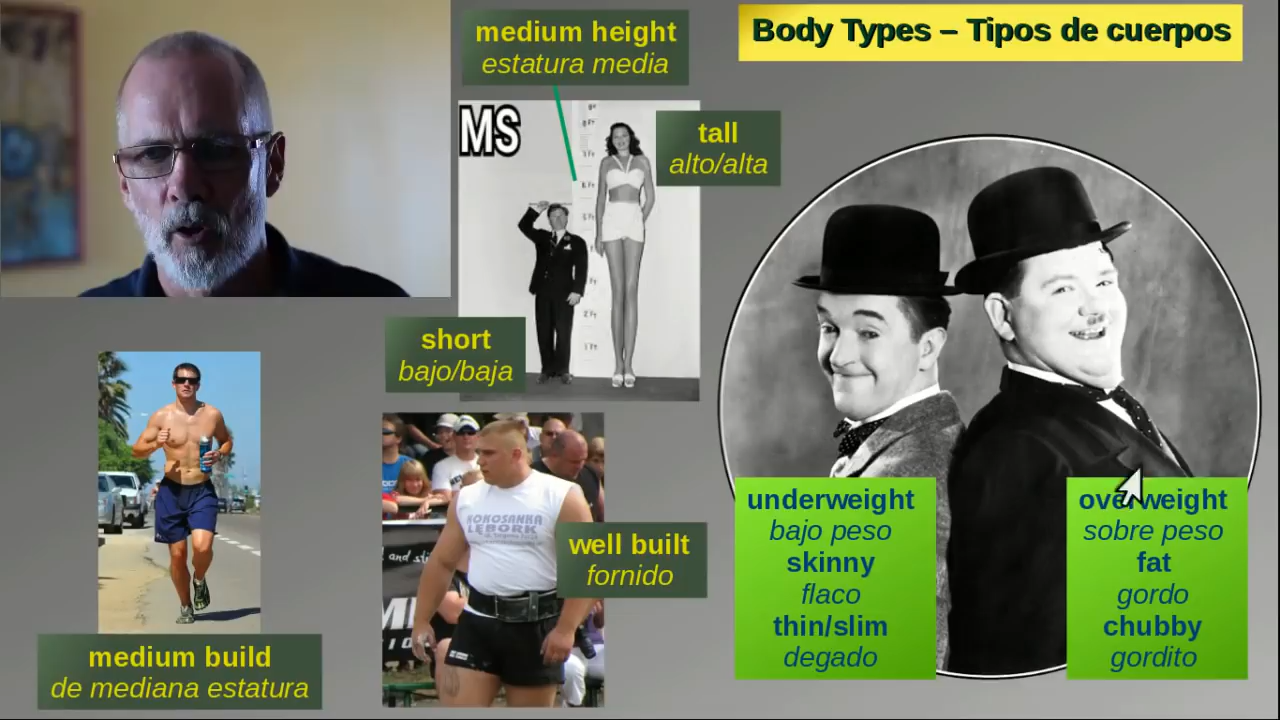 Body Types – Tipos de cuerpos
medium height
estatura media
MS
tall
alto/alta
short
bajo/baja
medium build
de mediana estatura
KOKOSANKA
LĘBORK
and
well built
fornido
underweight
bajo peso
skinny
flaco
thin/slim
degado
overweight
sobre peso
fat
gordo
chubby
gordito